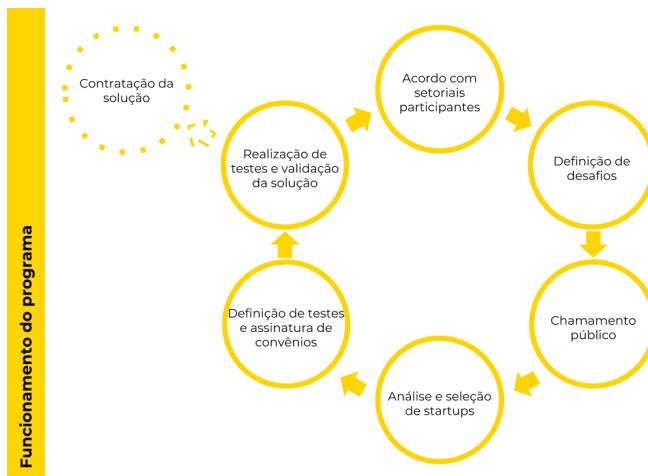 Funcionamento do programa
Contratação da
solução
Acordo com
setoriais
participantes
Definição de
desafios
Chamamento
público
Análise e seleção
de startups
Definição de testes
e assinatura de
convênios
Realização de
testes e validação
da solução